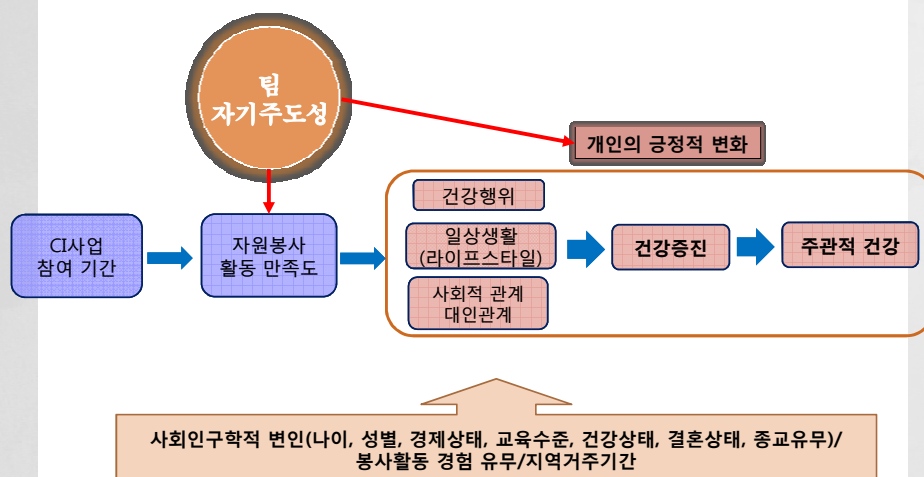 팀
자기주도성
개인의 긍정적 변화
건강행위
CI사업
참여 기간
자원봉사
활동 만족도
일상생활
(라이프스타일)
건강증진
주관적 건강
사회적 관계
대인관계
사회인구학적 변인(나이, 성별, 경제상태, 교육수준, 건강상태, 결혼상태, 종교유무)/
봉사활동 경험 유무/지역거주기간